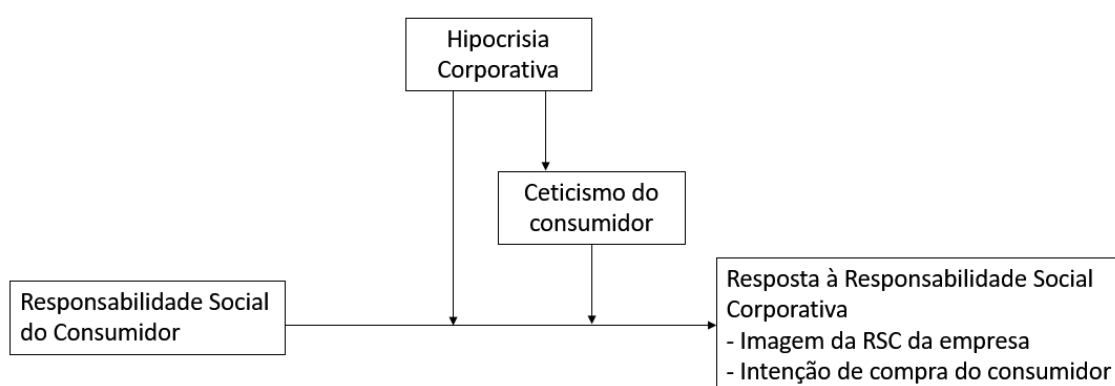 Hipocrisia
Corporativa
Ceticismo do
consumidor
Responsabilidade Social
do Consumidor
Resposta à Responsabilidade Social
Corporativa
- Imagem da RSC da empresa
- Intenção de compra do consumidor